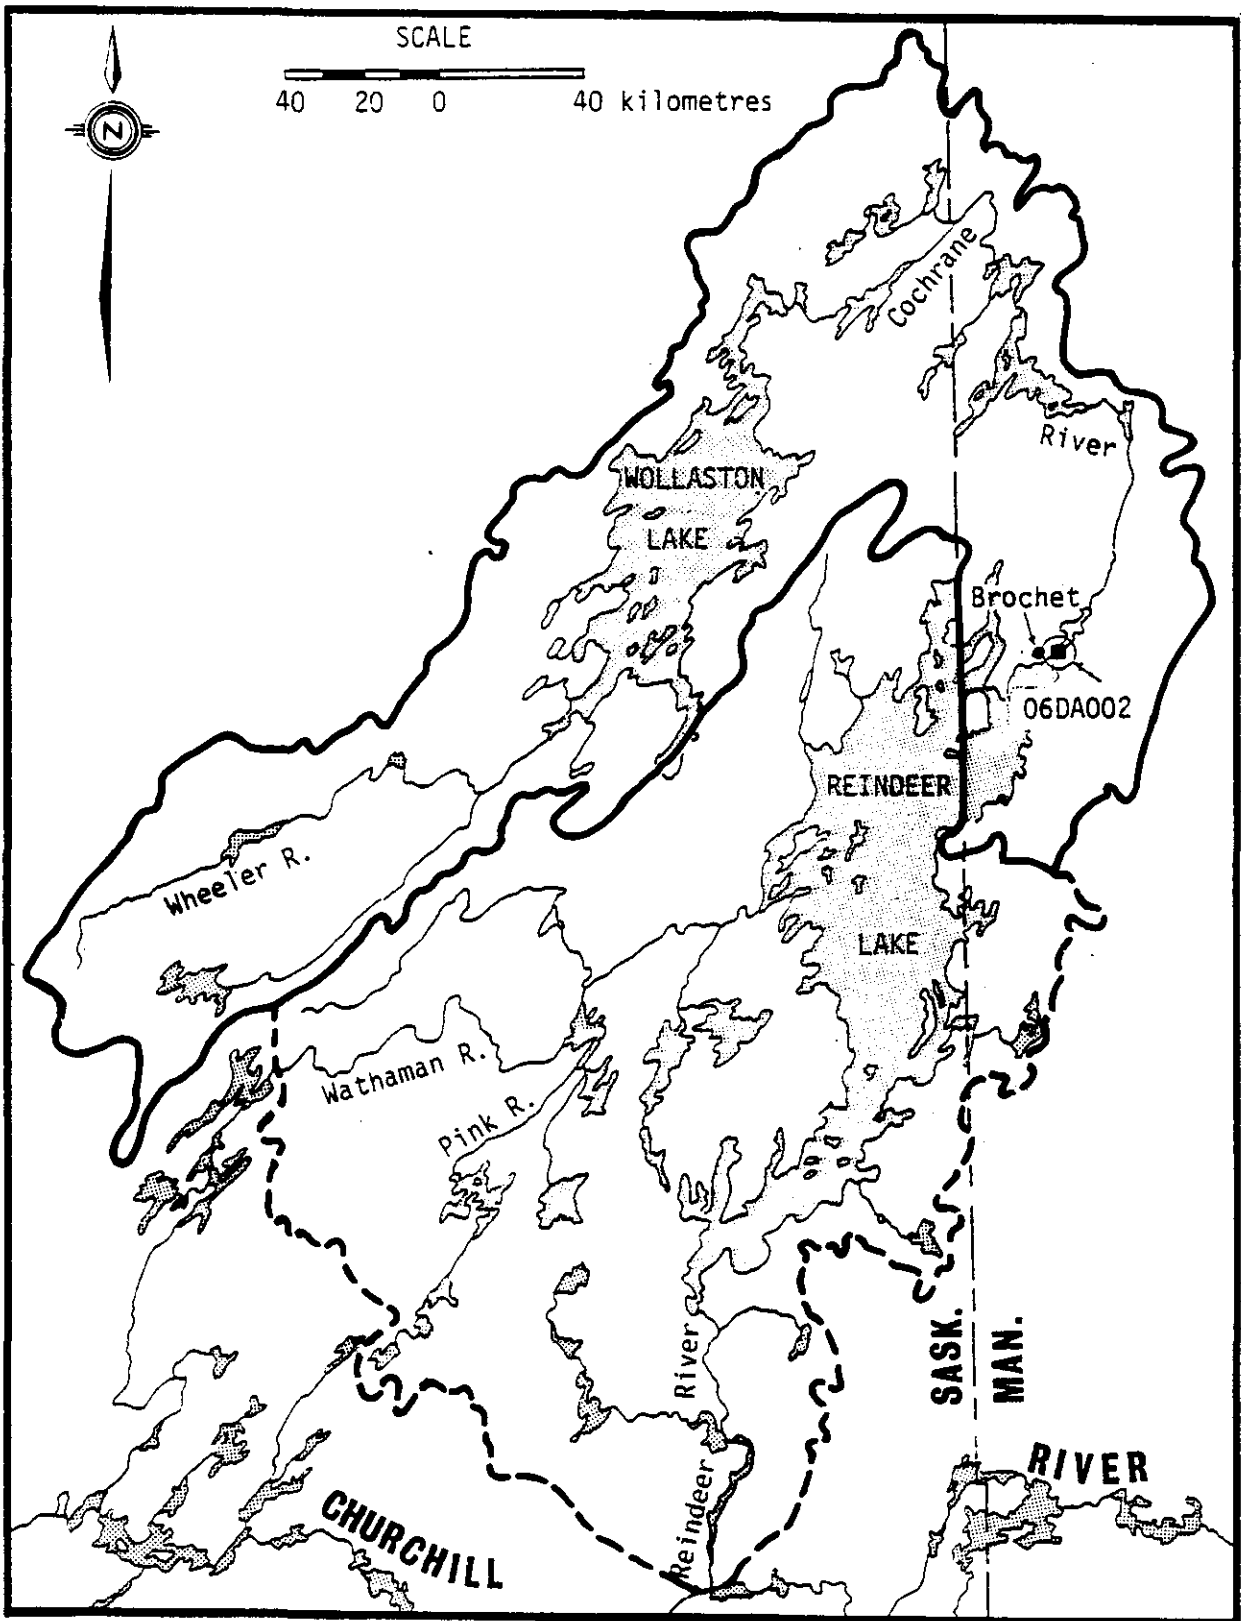 SCALE
40 20 0 40 kilometres
N
Cochrane
River
WOLLASTON
LAKE
Brochet
06DA002
REINDEER
Wheeler R.
LAKE
Wathaman R.
Pink R.
River
SASK.
MAN.
RIVER
Reindeer
CHURCHILL